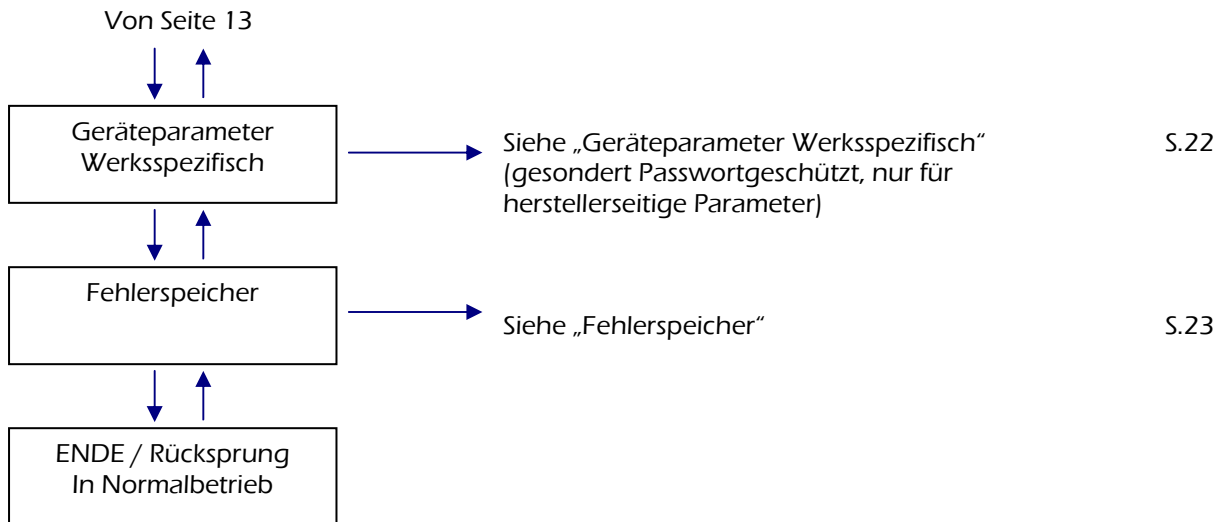 Von Seite 13
Geräteparameter
Werksspezifisch
Siehe „Geräteparameter Werksspezifisch“ S.22
(gesondert Passwortgeschützt, nur für
herstellerseitige Parameter)
Fehlerspeicher
Siehe „Fehlerspeicher“ S.23
ENDE / Rücksprung
In Normalbetrieb